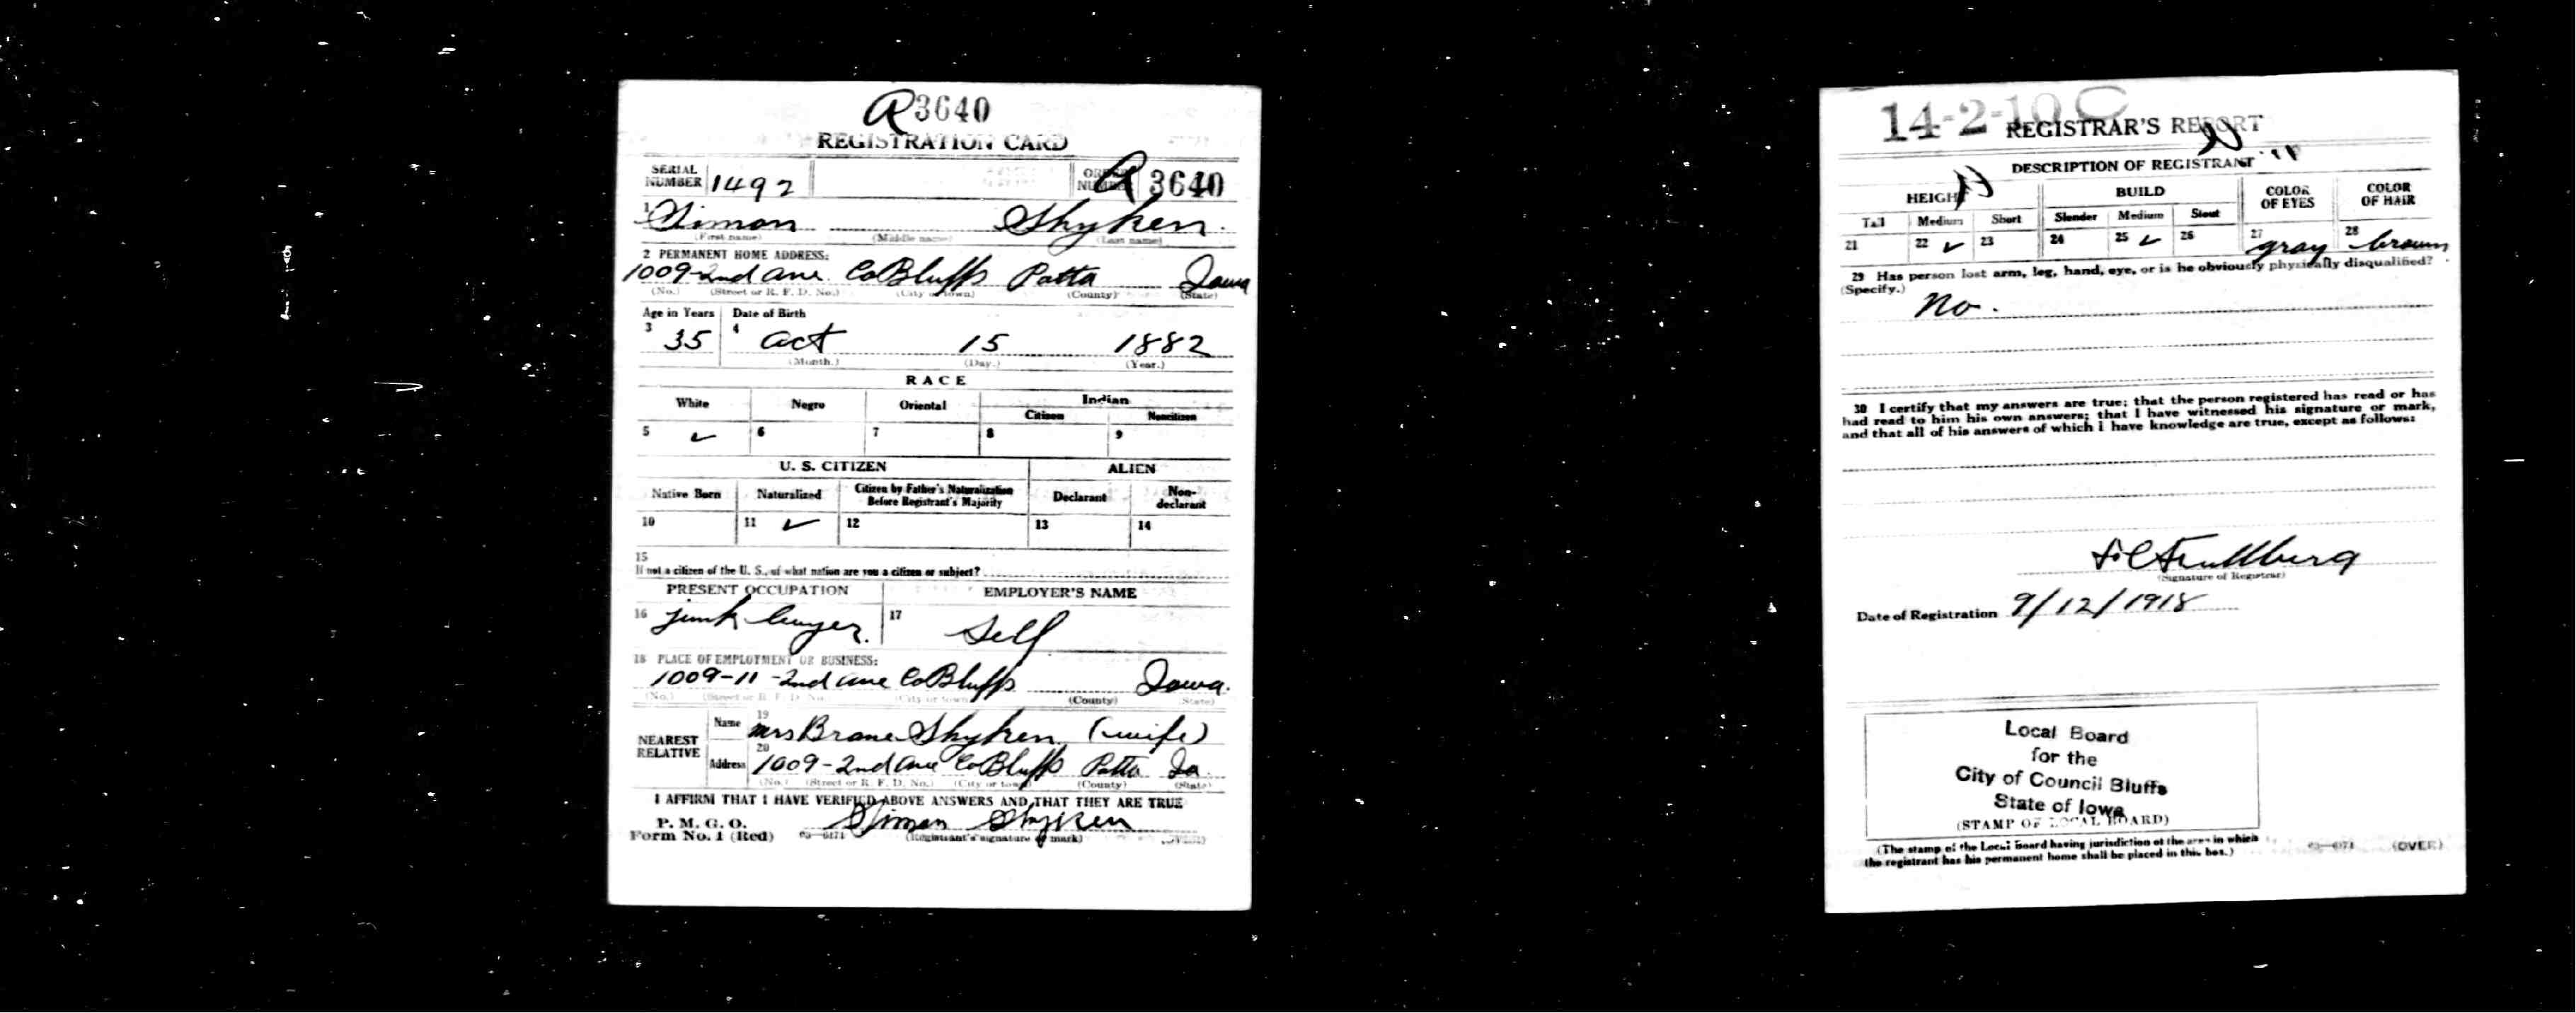 A 3640
REGISTRATION CARD
SERIAL NUMBER 1492 ORDER NUMBER A 3640
1 Simon Shyken.
(First name) (Middle name) (Last name)
2 PERMANENT HOME ADDRESS:
1009-2nd ave. Co Bluffs Potta Iowa
(No.) (Street or R. F. D. No.) (City or town) (County) (State)
Age in Years Date of Birth
3 35 4 Oct 15 1882
(Month.) (Day.) (Year.)
RACE
White Negro Oriental Indian
Citizen Noncitizen
5 ✓ 6 7 8 9
U. S. CITIZEN ALIEN
Native Born Naturalized Citizen by Father's Naturalization Before Registrant's Majority Declarant Non-declarant
10 11 ✓ 12 13 14
15
If not a citizen of the U. S., of what nation are you a citizen or subject?
PRESENT OCCUPATION EMPLOYER'S NAME
16 junk buyer. 17 Self
18 PLACE OF EMPLOYMENT OR BUSINESS:
1009-11-2nd ave Co Bluffs Iowa.
(No.) (Street or R. F. D. No.) (City or town) (County) (State)
NEAREST RELATIVE Name 19 Mrs Brane Shyken (wife)
Address 20 1009-2nd ave Co Bluffs Potta Ia.
(No.) (Street or R. F. D. No.) (City or town) (County) (State)
I AFFIRM THAT I HAVE VERIFIED ABOVE ANSWERS AND THAT THEY ARE TRUE
P. M. G. O.
Form No. 1 (Red) 03-6171 Simon Shyken
(Registrant's signature or mark) (OVER)
14-2-10 C
REGISTRAR'S REPORT
DESCRIPTION OF REGISTRANT
HEIGHT BUILD COLOR OF EYES COLOR OF HAIR
Tall Medium Short Slender Medium Stout
21 22 ✓ 23 24 25 ✓ 26 27 gray 28 brown
29 Has person lost arm, leg, hand, eye, or is he obviously physically disqualified?
(Specify.) no.
30 I certify that my answers are true; that the person registered has read or has
had read to him his own answers; that I have witnessed his signature or mark,
and that all of his answers of which I have knowledge are true, except as follows:
(Signature of Registrar)
Date of Registration 9/12/1918
Local Board
for the
City of Council Bluffs
State of Iowa
(STAMP OF LOCAL BOARD)
(The stamp of the Local Board having jurisdiction of the area in which
the registrant has his permanent home shall be placed in this box.) 03-6171 (OVER)